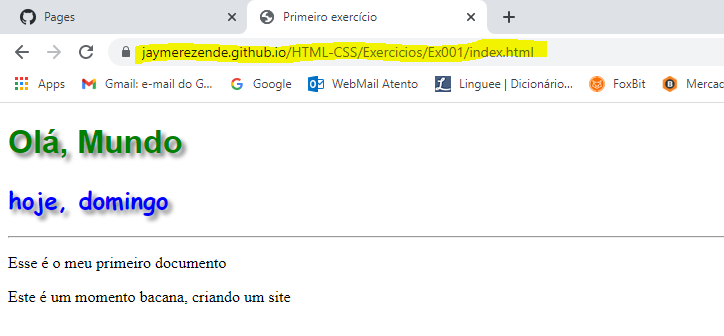 Pages
Primeiro exercício
jaymerezende.github.io/HTML-CSS/Exercicios/Ex001/index.html
Apps Gmail: e-mail do G... Google WebMail Atento Linguee | Dicionário... FoxBit Mercad
Olá, Mundo
hoje, domingo
Esse é o meu primeiro documento
Este é um momento bacana, criando um site